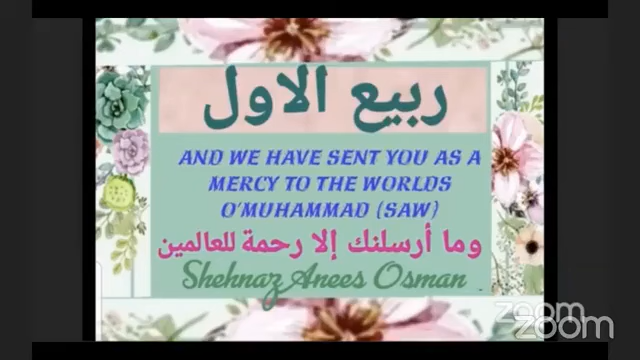 ربيع الاول
AND WE HAVE SENT YOU AS A
MERCY TO THE WORLDS
O'MUHAMMAD (SAW)
وما أرسلنك إلا رحمة للعالمين
Shehnaz Anees Osman
zoom
zoom